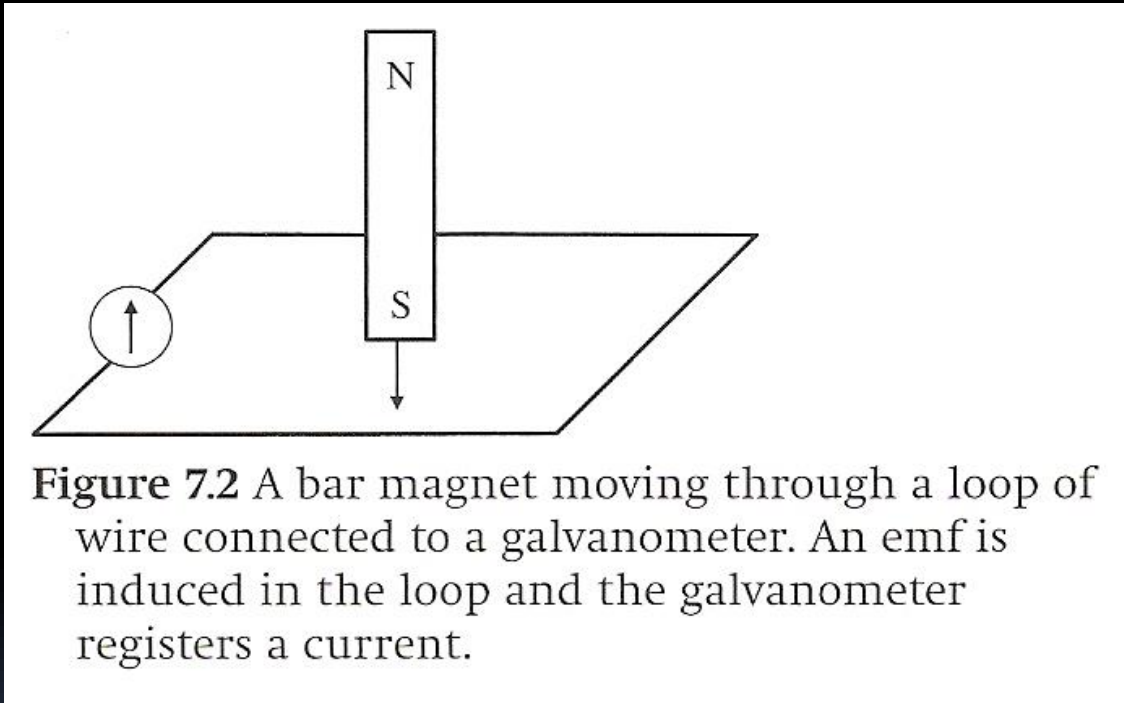 N
S
Figure 7.2 A bar magnet moving through a loop of
wire connected to a galvanometer. An emf is
induced in the loop and the galvanometer
registers a current.